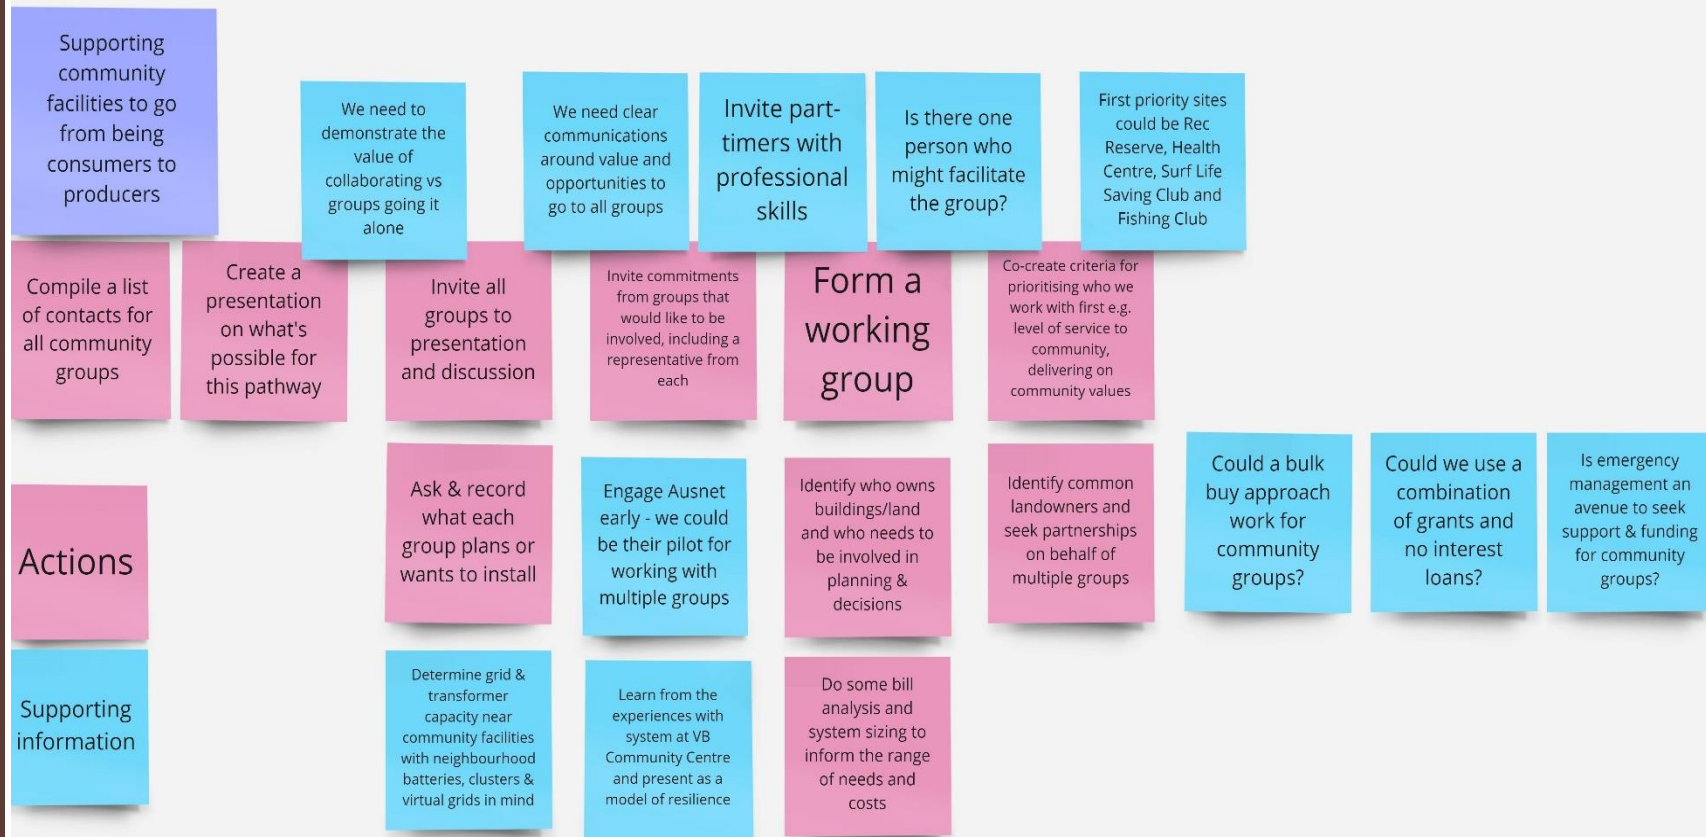 Supporting
community
facilities to go
from being
consumers to
producers
We need to
demonstrate the
value of
collaborating vs
groups going it
alone
We need clear
communications
around value and
opportunities to
go to all groups
Invite part-
timers with
professional
skills
Is there one
person who
might facilitate
the group?
First priority sites
could be Rec
Reserve, Health
Centre, Surf Life
Saving Club and
Fishing Club
Compile a list
of contacts for
all community
groups
Create a
presentation
on what's
possible for
this pathway
Invite all
groups to
presentation
and discussion
Invite commitments
from groups that
would like to be
involved, including a
representative from
each
Form a
working
group
Co-create criteria for
prioritising who we
work with first e.g.
level of service to
community,
delivering on
community values
Actions
Ask & record
what each
group plans or
wants to install
Engage Ausnet
early - we could
be their pilot for
working with
multiple groups
Identify who owns
buildings/land
and who needs to
be involved in
planning &
decisions
Identify common
landowners and
seek partnerships
on behalf of
multiple groups
Could a bulk
buy approach
work for
community
groups?
Could we use a
combination
of grants and
no interest
loans?
Is emergency
management an
avenue to seek
support & funding
for community
groups?
Supporting
information
Determine grid &
transformer
capacity near
community facilities
with neighbourhood
batteries, clusters &
virtual grids in mind
Learn from the
experiences with
system at VB
Community Centre
and present as a
model of resilience
Do some bill
analysis and
system sizing to
inform the range
of needs and
costs